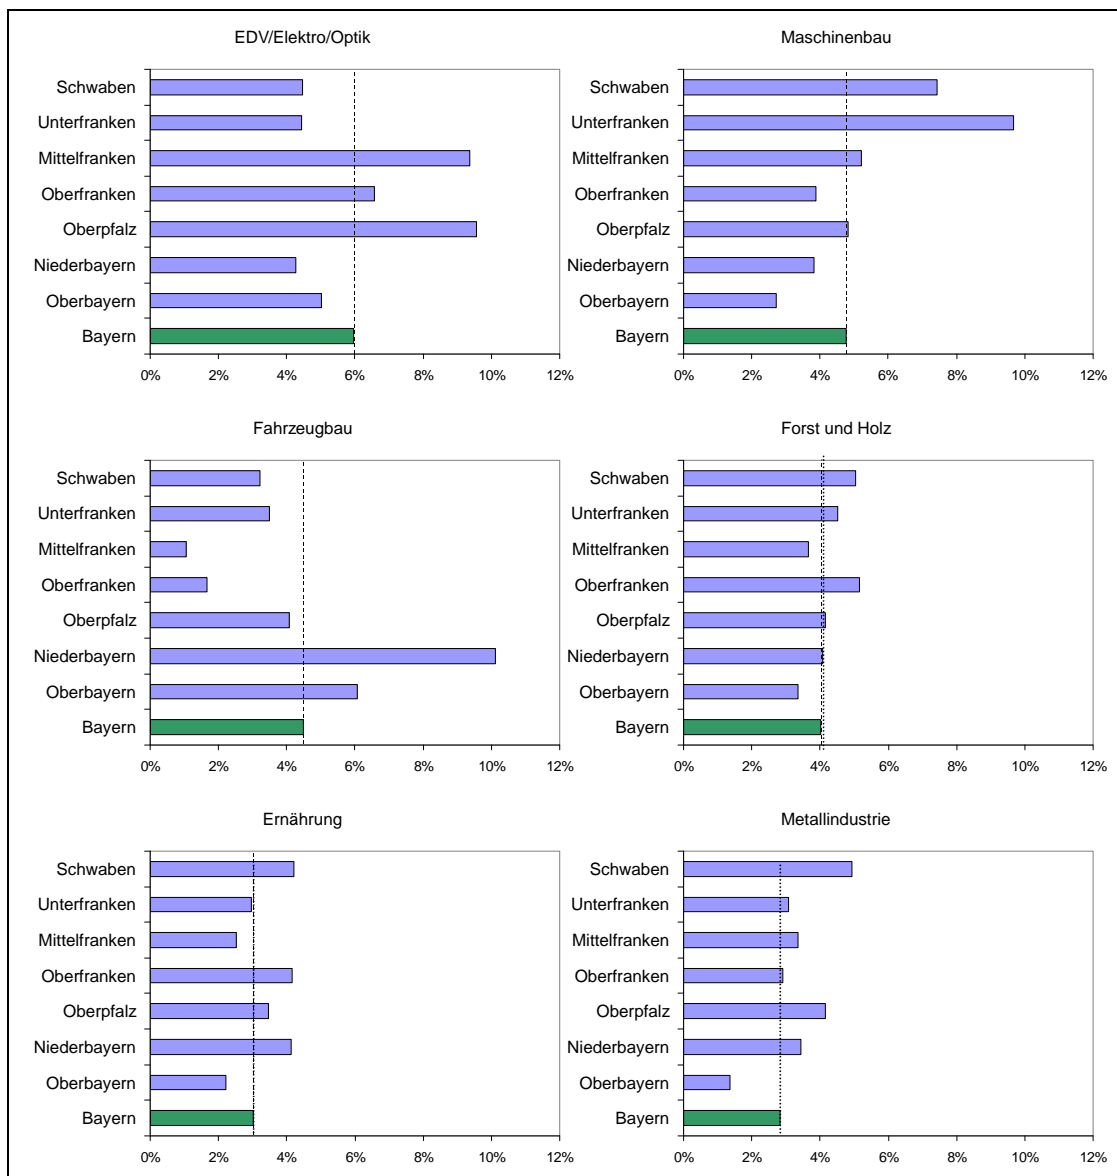 EDV/Elektro/Optik
Schwaben
Unterfranken
Mittelfranken
Oberfranken
Oberpfalz
Niederbayern
Oberbayern
Bayern
0% 2% 4% 6% 8% 10% 12%
Maschinenbau
Schwaben
Unterfranken
Mittelfranken
Oberfranken
Oberpfalz
Niederbayern
Oberbayern
Bayern
0% 2% 4% 6% 8% 10% 12%
Fahrzeugbau
Schwaben
Unterfranken
Mittelfranken
Oberfranken
Oberpfalz
Niederbayern
Oberbayern
Bayern
0% 2% 4% 6% 8% 10% 12%
Forst und Holz
Schwaben
Unterfranken
Mittelfranken
Oberfranken
Oberpfalz
Niederbayern
Oberbayern
Bayern
0% 2% 4% 6% 8% 10% 12%
Ernährung
Schwaben
Unterfranken
Mittelfranken
Oberfranken
Oberpfalz
Niederbayern
Oberbayern
Bayern
0% 2% 4% 6% 8% 10% 12%
Metallindustrie
Schwaben
Unterfranken
Mittelfranken
Oberfranken
Oberpfalz
Niederbayern
Oberbayern
Bayern
0% 2% 4% 6% 8% 10% 12%